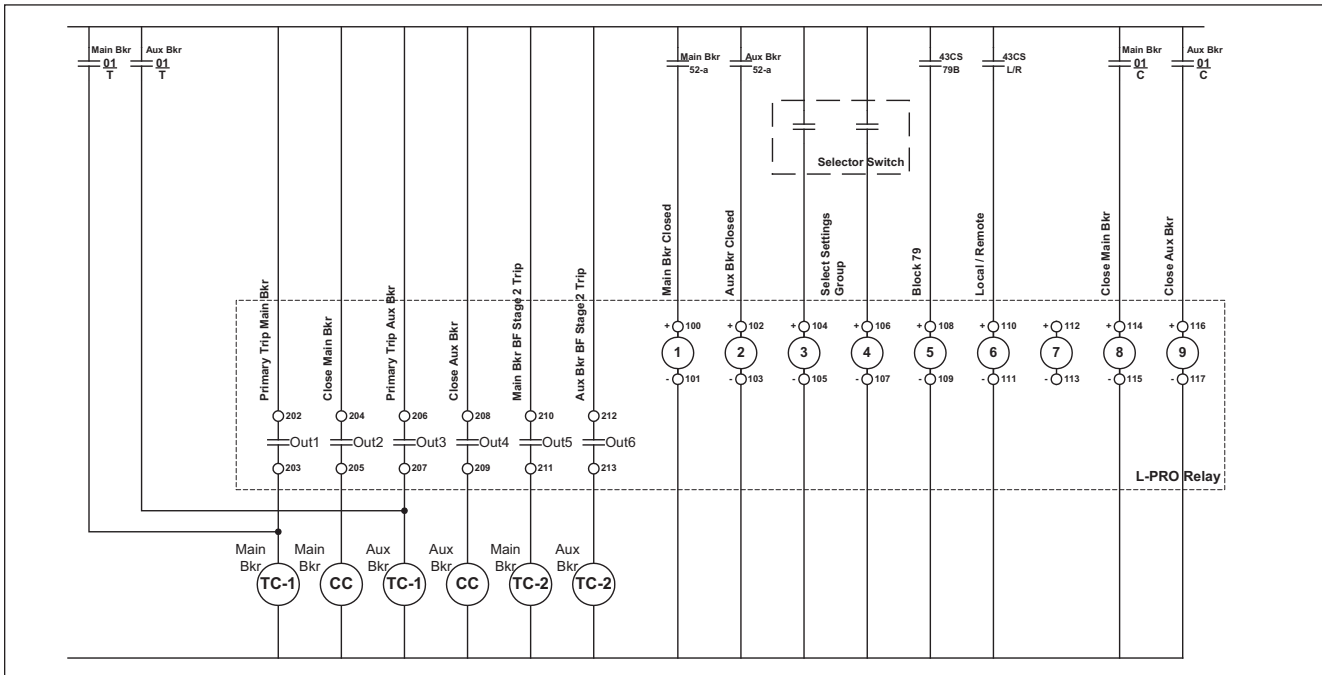 Main Bkr
01
T
Aux Bkr
01
T
Main Bkr
52-a
Aux Bkr
52-a
43CS
79B
43CS
L/R
Main Bkr
01
C
Aux Bkr
01
C
Selector Switch
Primary Trip Main Bkr
Close Main Bkr
Primary Trip Aux Bkr
Close Aux Bkr
Main Bkr BF Stage 2 Trip
Aux Bkr BF Stage 2 Trip
Main Bkr Closed
Aux Bkr Closed
Select Settings
Group
Block 79
Local / Remote
Close Main Bkr
Close Aux Bkr
+ 100 + 102 + 104 + 106 + 108 + 110 + 112 + 114 + 116
1 2 3 4 5 6 7 8 9
- 101 - 103 - 105 - 107 - 109 - 111 - 113 - 115 - 117
202 204 206 208 210 212
Out1 Out2 Out3 Out4 Out5 Out6
203 205 207 209 211 213
L-PRO Relay
Main
Bkr
TC-1
Main
Bkr
CC
Aux
Bkr
TC-1
Aux
Bkr
CC
Main
Bkr
TC-2
Aux
Bkr
TC-2